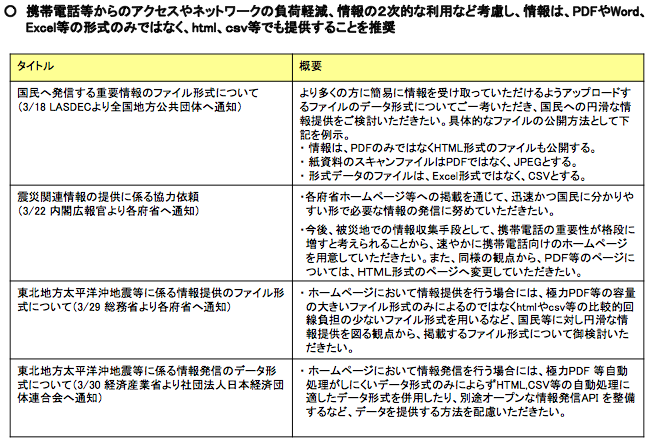 ○ 携帯電話等からのアクセスやネットワークの負荷軽減、情報の２次的な利用など考慮し、情報は、PDFやWord、
Excel等の形式のみではなく、html、csv等でも提供することを推奨
タイトル
概要
国民へ発信する重要情報のファイル形式について
（3/18 LASDECより全国地方公共団体へ通知）
より多くの方に簡易に情報を受け取っていただけるようアップロードす
るファイルのデータ形式についてご一考いただき、国民への円滑な情
報提供をご検討いただきたい。具体的なファイルの公開方法として下
記を例示。
・ 情報は、PDFのみではなくHTML形式のファイルも公開する。
・ 紙資料のスキャンファイルはPDFではなく、JPEGとする。
・ 形式データのファイルは、Excel形式ではなく、CSVとする。
震災関連情報の提供に係る協力依頼
（3/22 内閣広報官より各府省へ通知）
・各府省ホームページ等への掲載を通じて、迅速かつ国民に分かりや
すい形で必要な情報の発信に努めていただきたい。
・今後、被災地での情報収集手段として、携帯電話の重要性が格段に
増すと考えられることから、速やかに携帯電話向けのホームページ
を用意していただきたい。また、同様の観点から、PDF等のページに
ついては、HTML形式のページへ変更していただきたい。
東北地方太平洋沖地震等に係る情報提供のファイル形
式について（3/29 総務省より各府省へ通知）
・ ホームページにおいて情報提供を行う場合には、極力PDF等の容量
の大きいファイル形式のみによるのではなくhtmlやcsv等の比較的回
線負担の少ないファイル形式を用いるなど、国民等に対し円滑な情
報提供を図る観点から、掲載するファイル形式について御検討いた
だきたい。
東北地方太平洋沖地震等に係る情報発信のデータ形
式について（3/30 経済産業省より社団法人日本経済団
体連合会へ通知）
・ ホームページにおいて情報発信を行う場合には、極力PDF 等自動
処理がしにくいデータ形式のみによらずHTML,CSV等の自動処理に
適したデータ形式を併用したり、別途オープンな情報発信API を整備
するなど、データを提供する方法を配慮いただきたい。